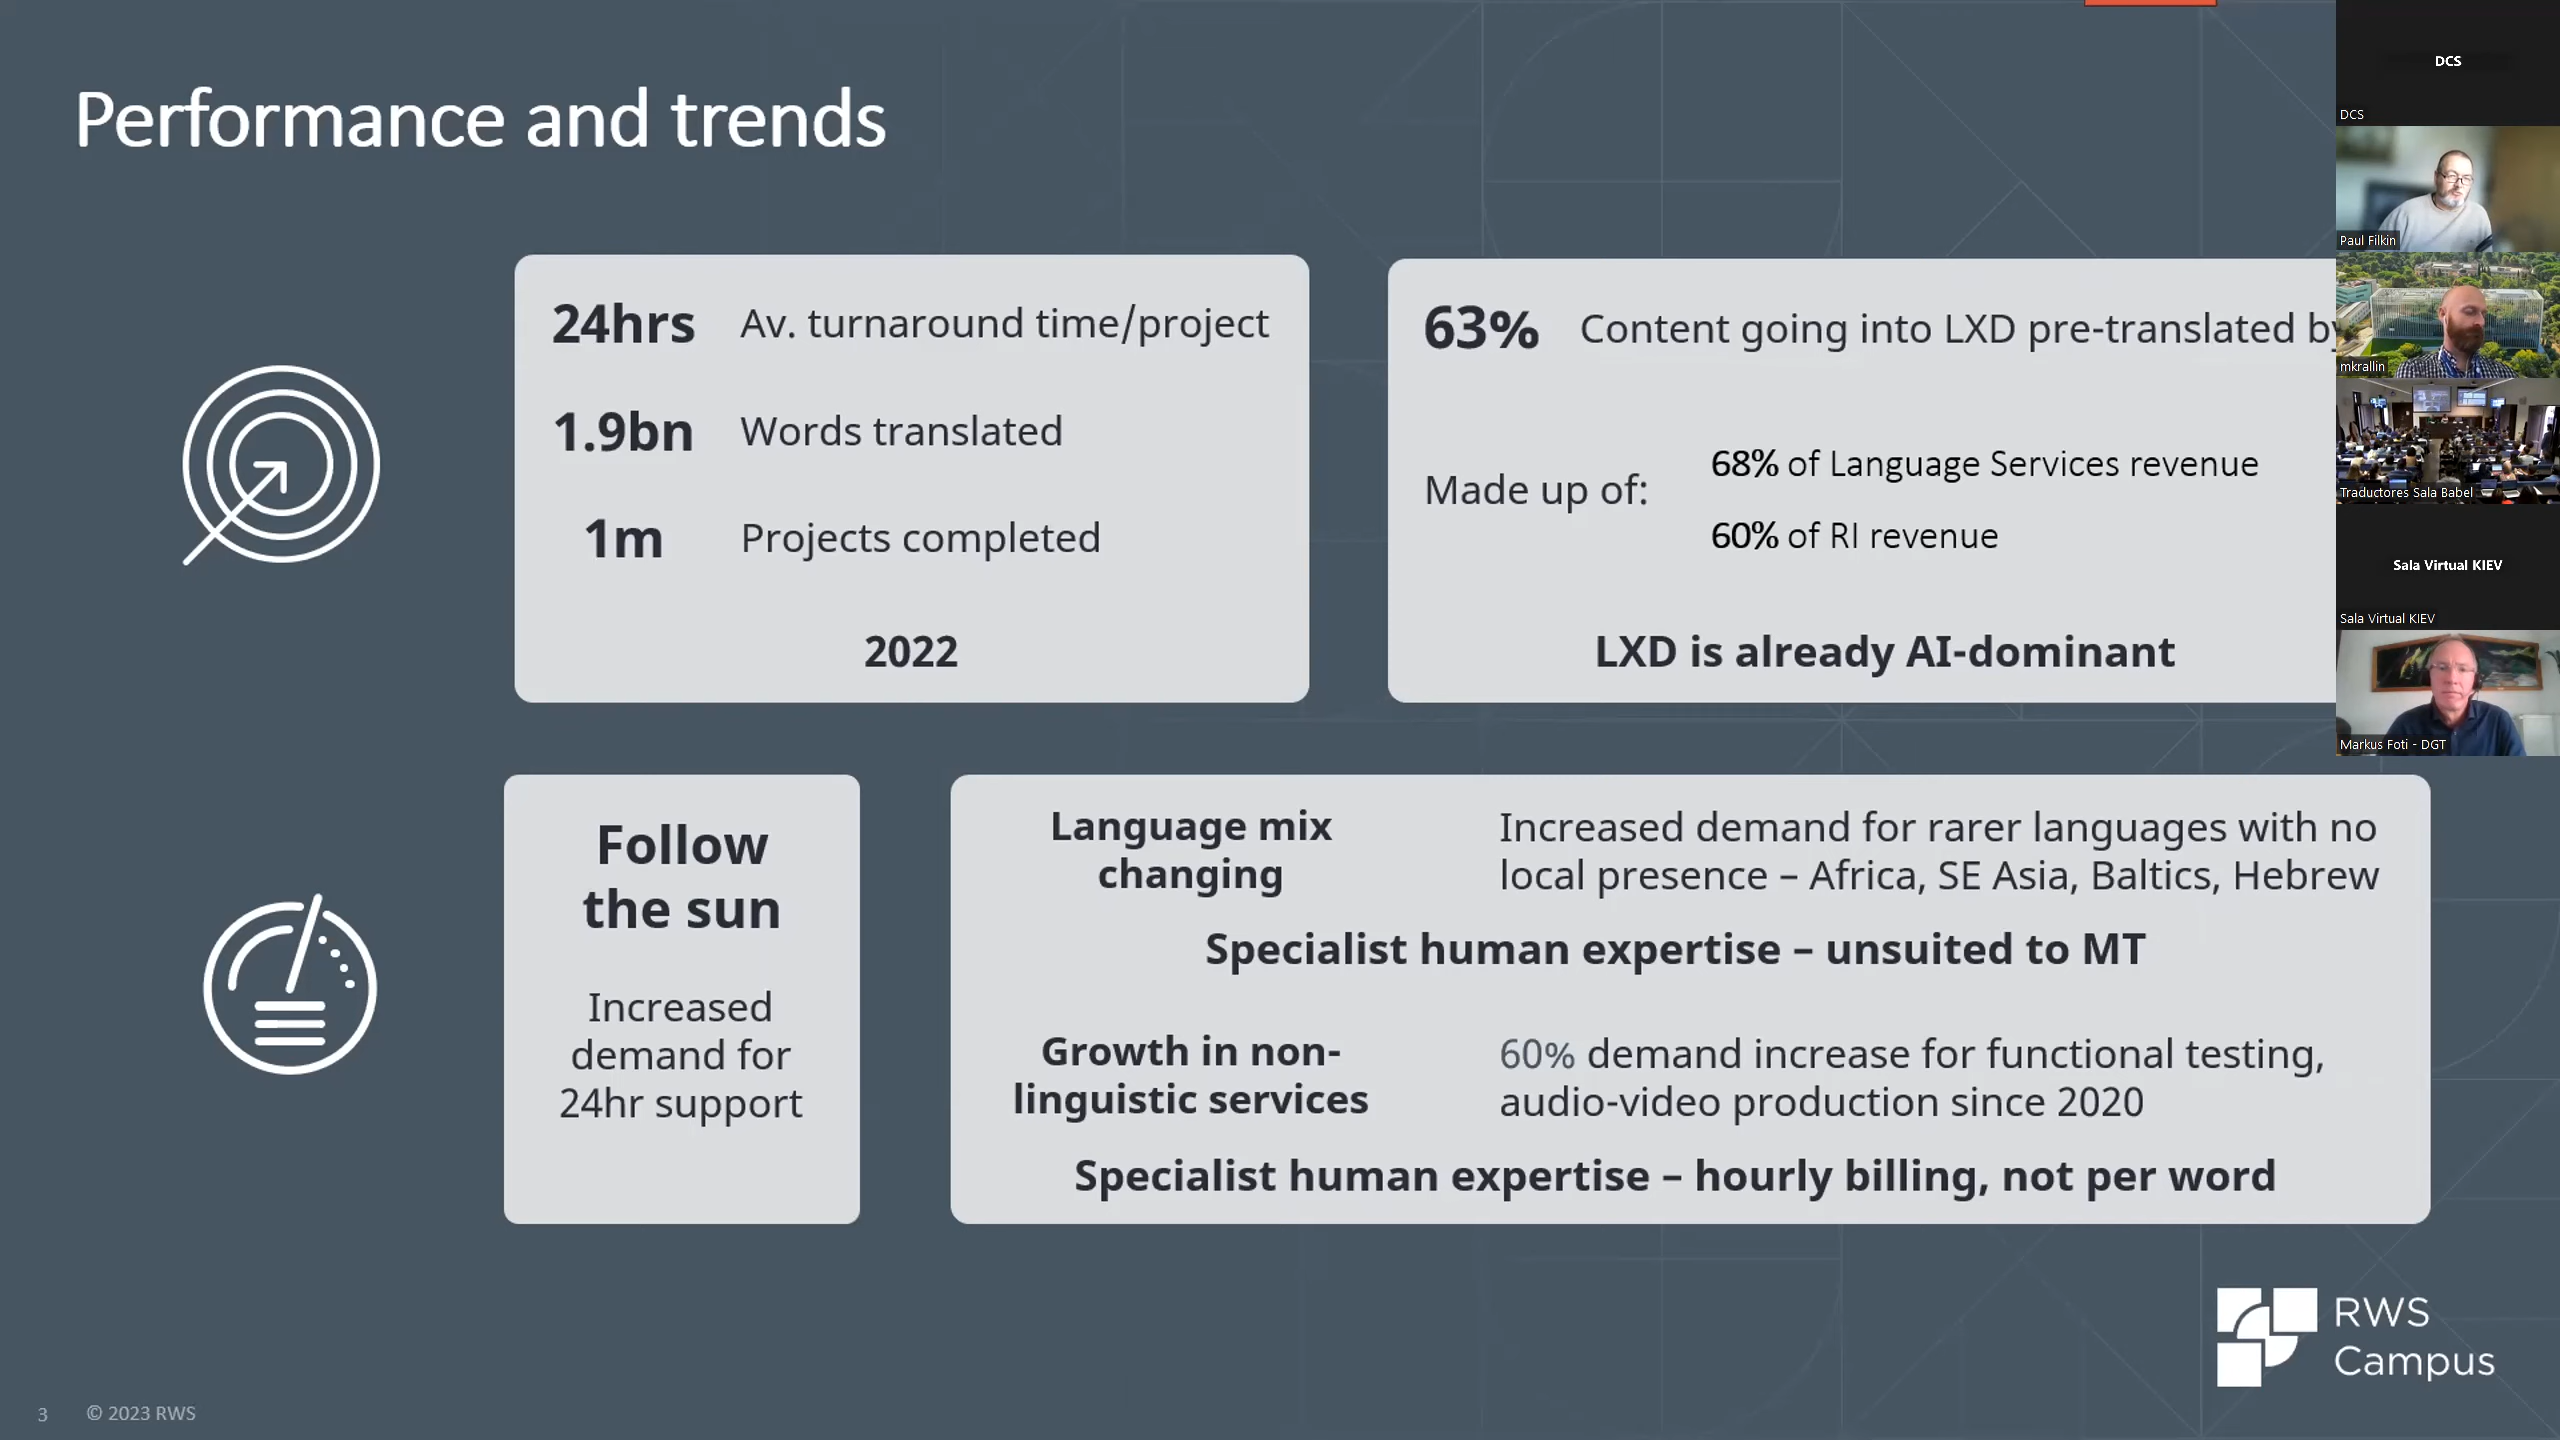 Performance and trends
24hrs Av. turnaround time/project
1.9bn Words translated
1m Projects completed
2022
63% Content going into LXD pre-translated by
Made up of:
68% of Language Services revenue
60% of RI revenue
LXD is already AI-dominant
Follow
the sun
Increased
demand for
24hr support
Language mix
changing
Increased demand for rarer languages with no
local presence – Africa, SE Asia, Baltics, Hebrew
Specialist human expertise – unsuited to MT
Growth in non-
linguistic services
60% demand increase for functional testing,
audio-video production since 2020
Specialist human expertise – hourly billing, not per word
RWS
Campus
3 © 2023 RWS
DCS
DCS
Paul Filkin
mkrallin
Traductores Sala Babel
Sala Virtual KIEV
Sala Virtual KIEV
Markus Foti - DGT